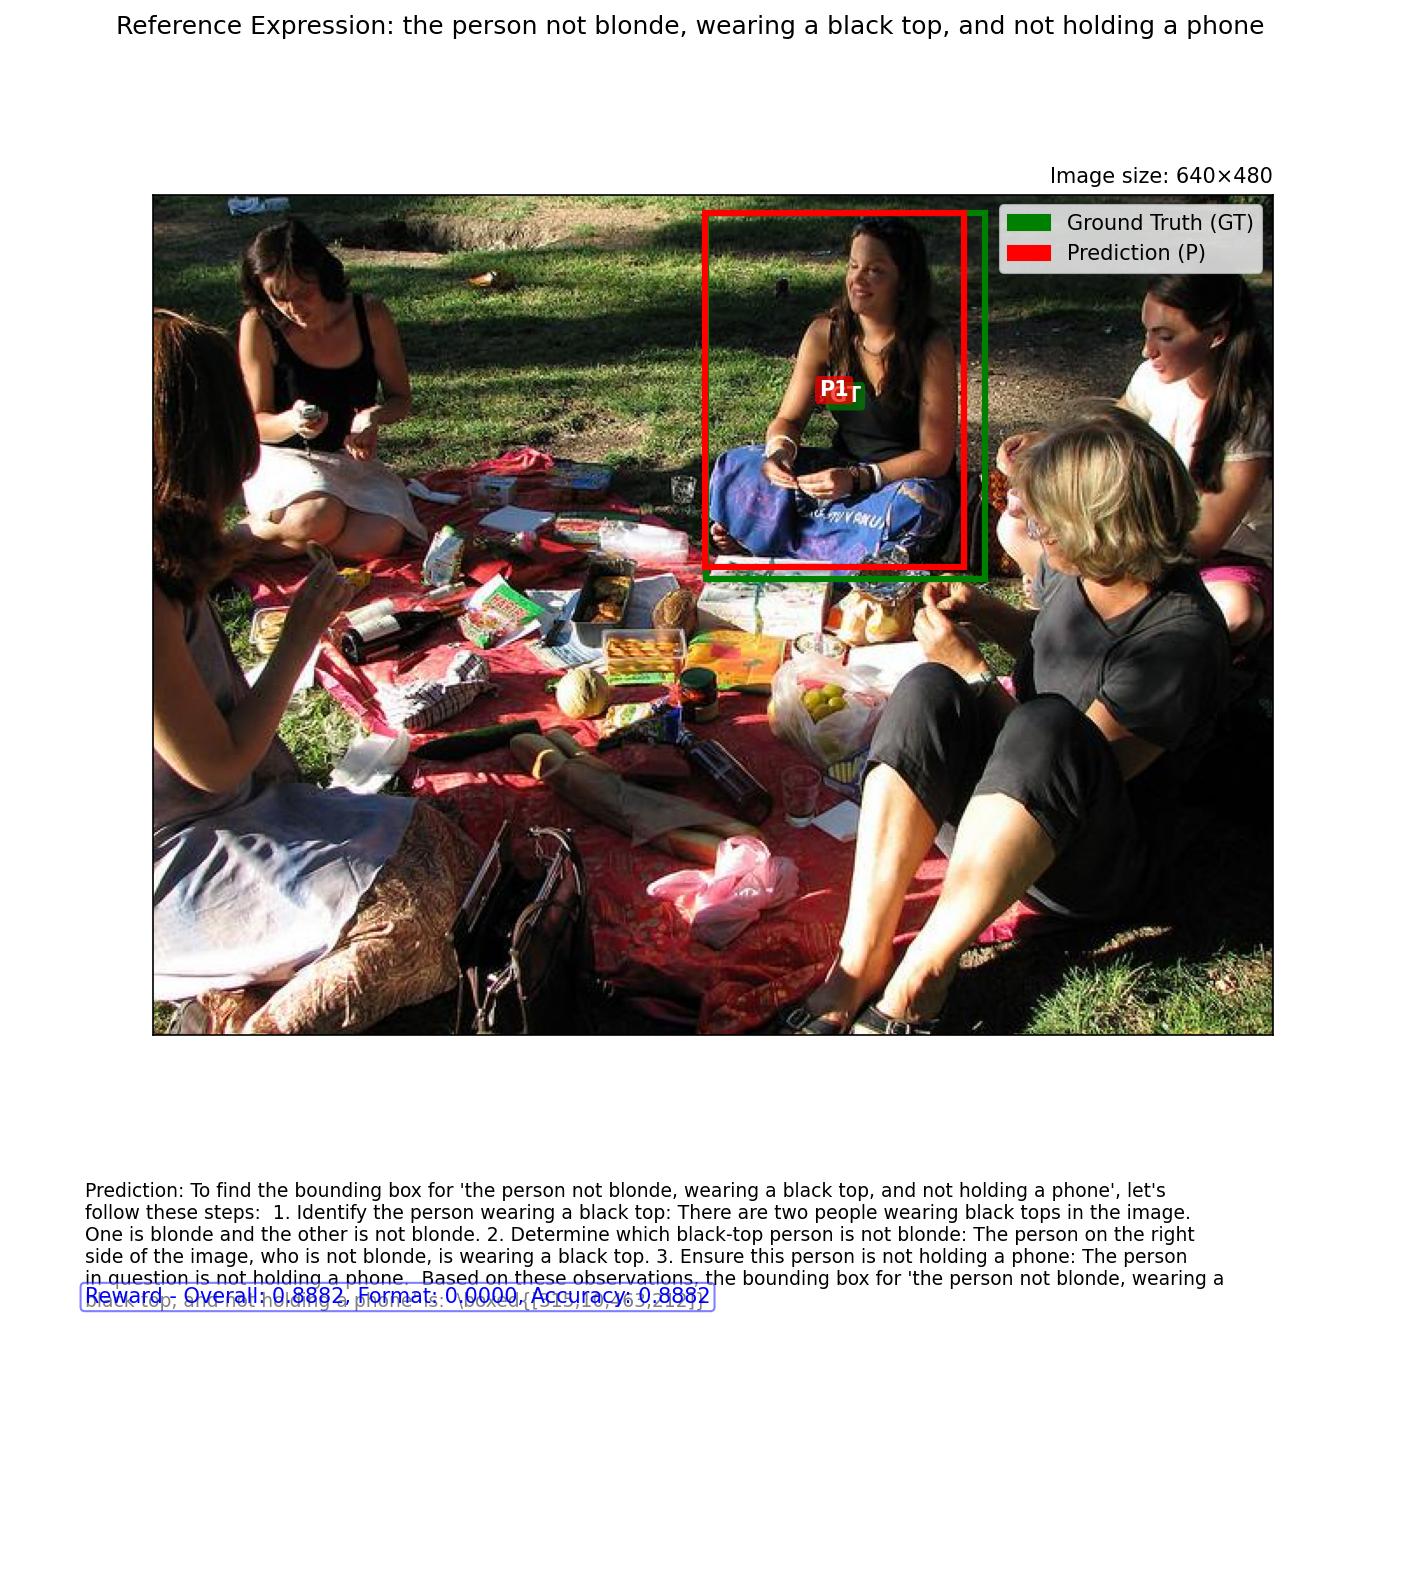 Reference Expression: the person not blonde, wearing a black top, and not holding a phone
Image size: 640×480
Ground Truth (GT)
Prediction (P)
P1
GT
Prediction: To find the bounding box for 'the person not blonde, wearing a black top, and not holding a phone', let's
follow these steps:  1. Identify the person wearing a black top: There are two people wearing black tops in the image.
One is blonde and the other is not blonde. 2. Determine which black-top person is not blonde: The person on the right
side of the image, who is not blonde, is wearing a black top. 3. Ensure this person is not holding a phone: The person
in question is not holding a phone.  Based on these observations, the bounding box for 'the person not blonde, wearing a
black top, and not holding a phone' is:  \boxed{[315,10,463,212]}
Reward - Overall: 0.8882, Format: 0.0000, Accuracy: 0.8882